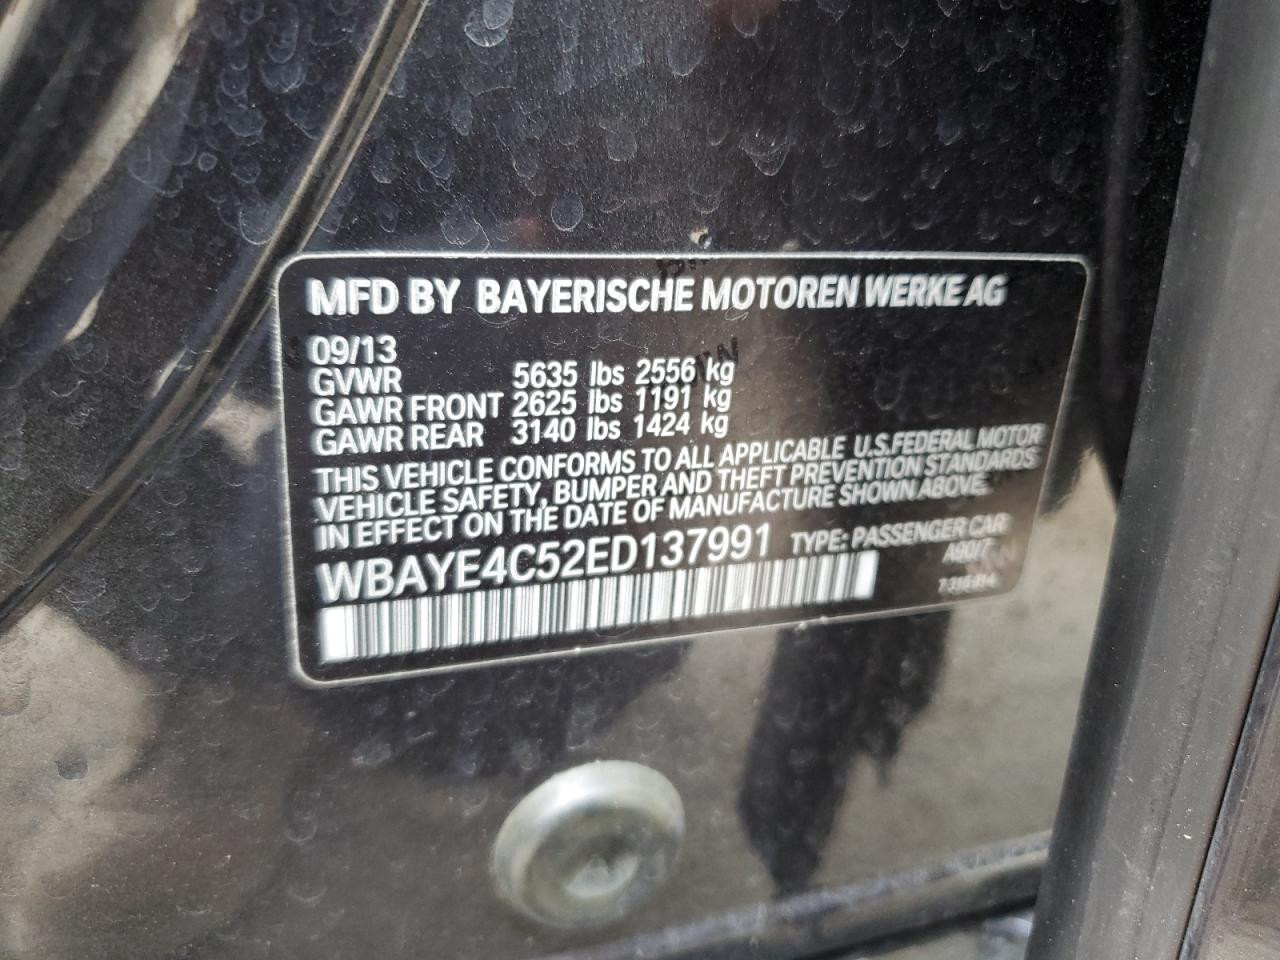 MFD BY BAYERISCHE MOTOREN WERKE AG
09/13
GVWR 5635 lbs 2556 kg
GAWR FRONT 2625 lbs 1191 kg
GAWR REAR 3140 lbs 1424 kg
THIS VEHICLE CONFORMS TO ALL APPLICABLE U.S.FEDERAL MOTOR
VEHICLE SAFETY, BUMPER AND THEFT PREVENTION STANDARDS
IN EFFECT ON THE DATE OF MANUFACTURE SHOWN ABOVE.
WBAYE4C52ED137991 TYPE: PASSENGER CAR
A90/7